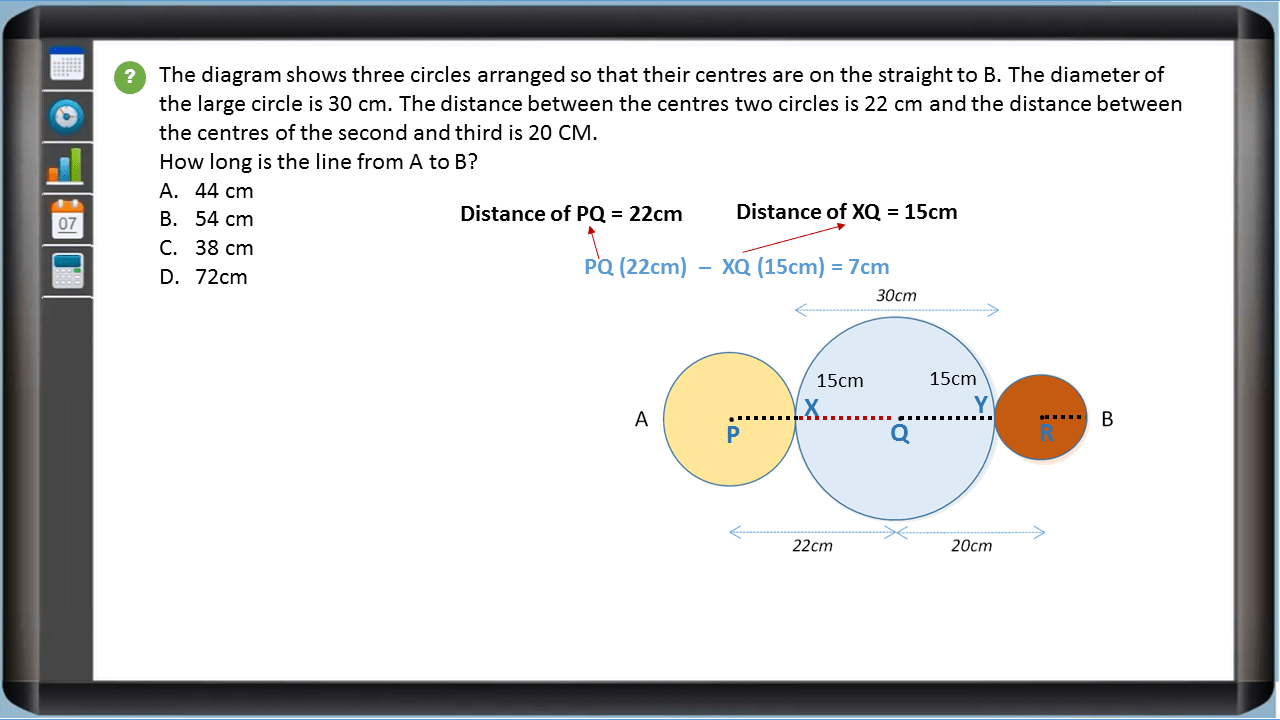 ?
The diagram shows three circles arranged so that their centres are on the straight to B. The diameter of
the large circle is 30 cm. The distance between the centres two circles is 22 cm and the distance between
the centres of the second and third is 20 CM.
How long is the line from A to B?
A. 44 cm
B. 54 cm
C. 38 cm
D. 72cm
07
Distance of PQ = 22cm
Distance of XQ = 15cm
PQ (22cm) – XQ (15cm) = 7cm
30cm
15cm
15cm
X
Y
A
B
P
Q
R
22cm
20cm